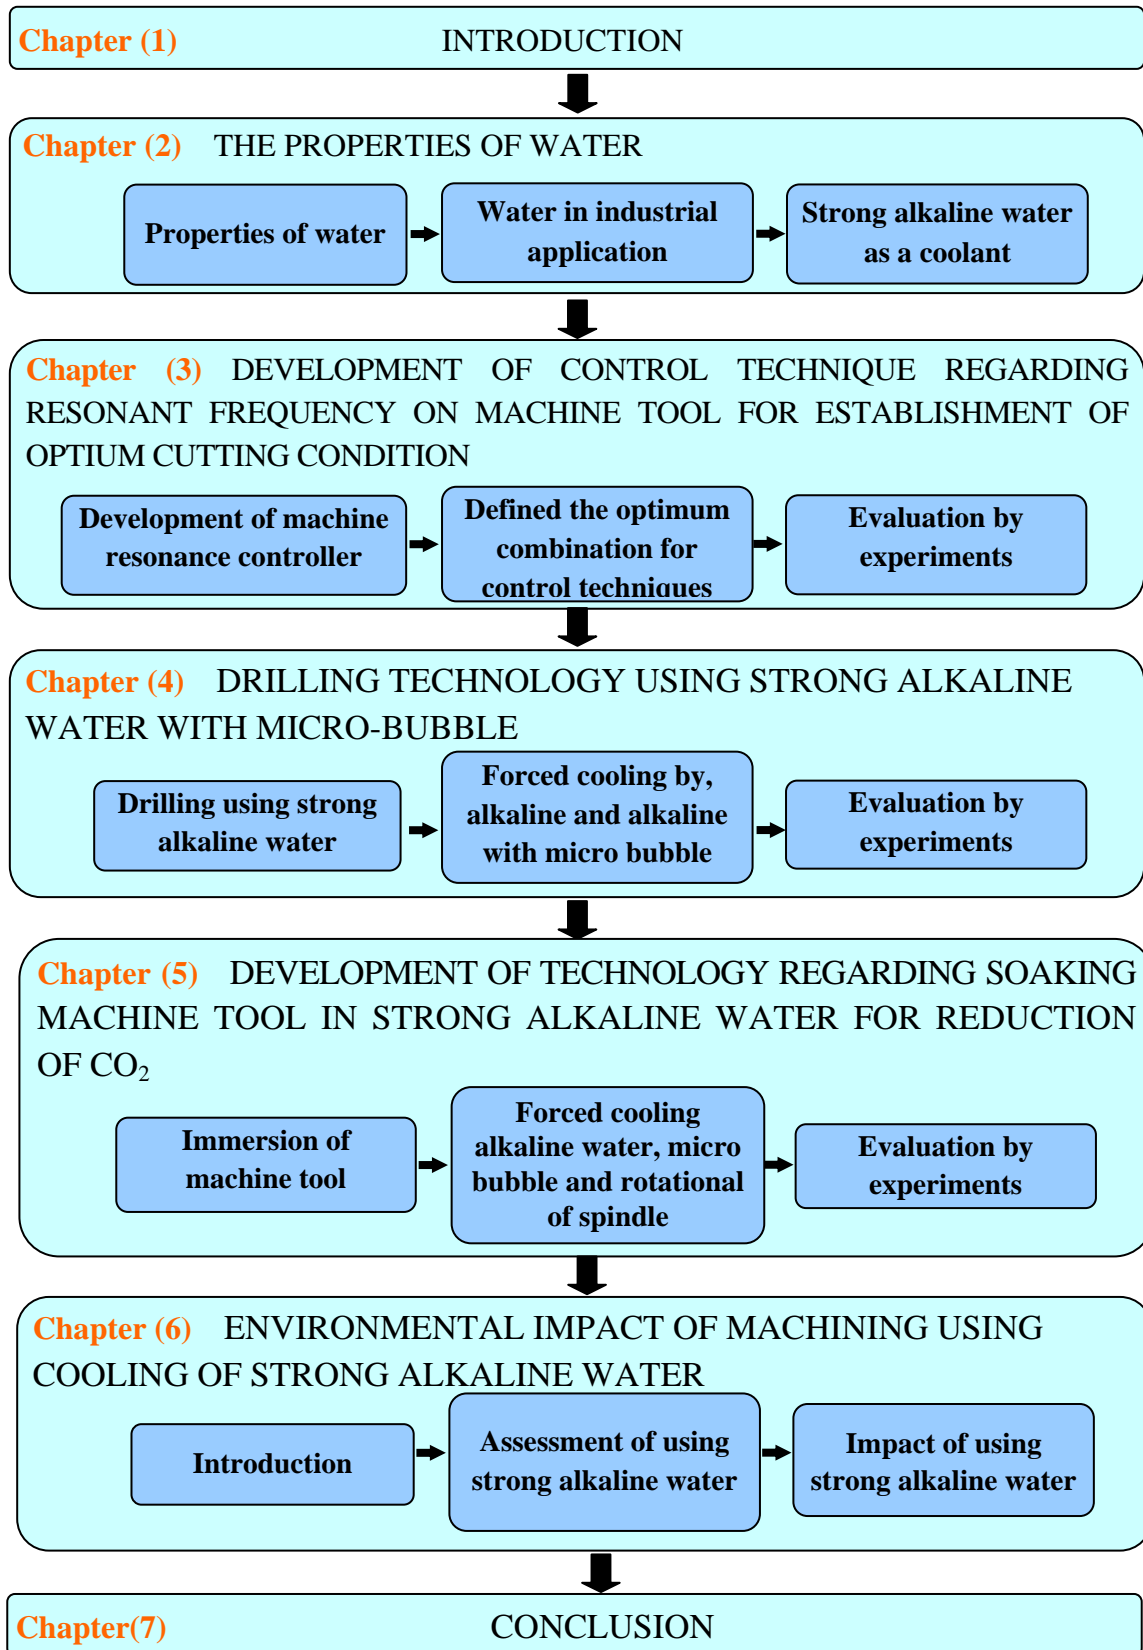 Chapter (1) INTRODUCTION
Chapter (2) THE PROPERTIES OF WATER
Properties of water
Water in industrial
application
Strong alkaline water
as a coolant
Chapter (3) DEVELOPMENT OF CONTROL TECHNIQUE REGARDING
RESONANT FREQUENCY ON MACHINE TOOL FOR ESTABLISHMENT OF
OPTIUM CUTTING CONDITION
Development of machine
resonance controller
Defined the optimum
combination for
control techniques
Evaluation by
experiments
Chapter (4) DRILLING TECHNOLOGY USING STRONG ALKALINE
WATER WITH MICRO-BUBBLE
Drilling using strong
alkaline water
Forced cooling by,
alkaline and alkaline
with micro bubble
Evaluation by
experiments
Chapter (5) DEVELOPMENT OF TECHNOLOGY REGARDING SOAKING
MACHINE TOOL IN STRONG ALKALINE WATER FOR REDUCTION
OF CO₂
Immersion of
machine tool
Forced cooling
alkaline water, micro
bubble and rotational
of spindle
Evaluation by
experiments
Chapter (6) ENVIRONMENTAL IMPACT OF MACHINING USING
COOLING OF STRONG ALKALINE WATER
Introduction
Assessment of using
strong alkaline water
Impact of using
strong alkaline water
Chapter(7) CONCLUSION